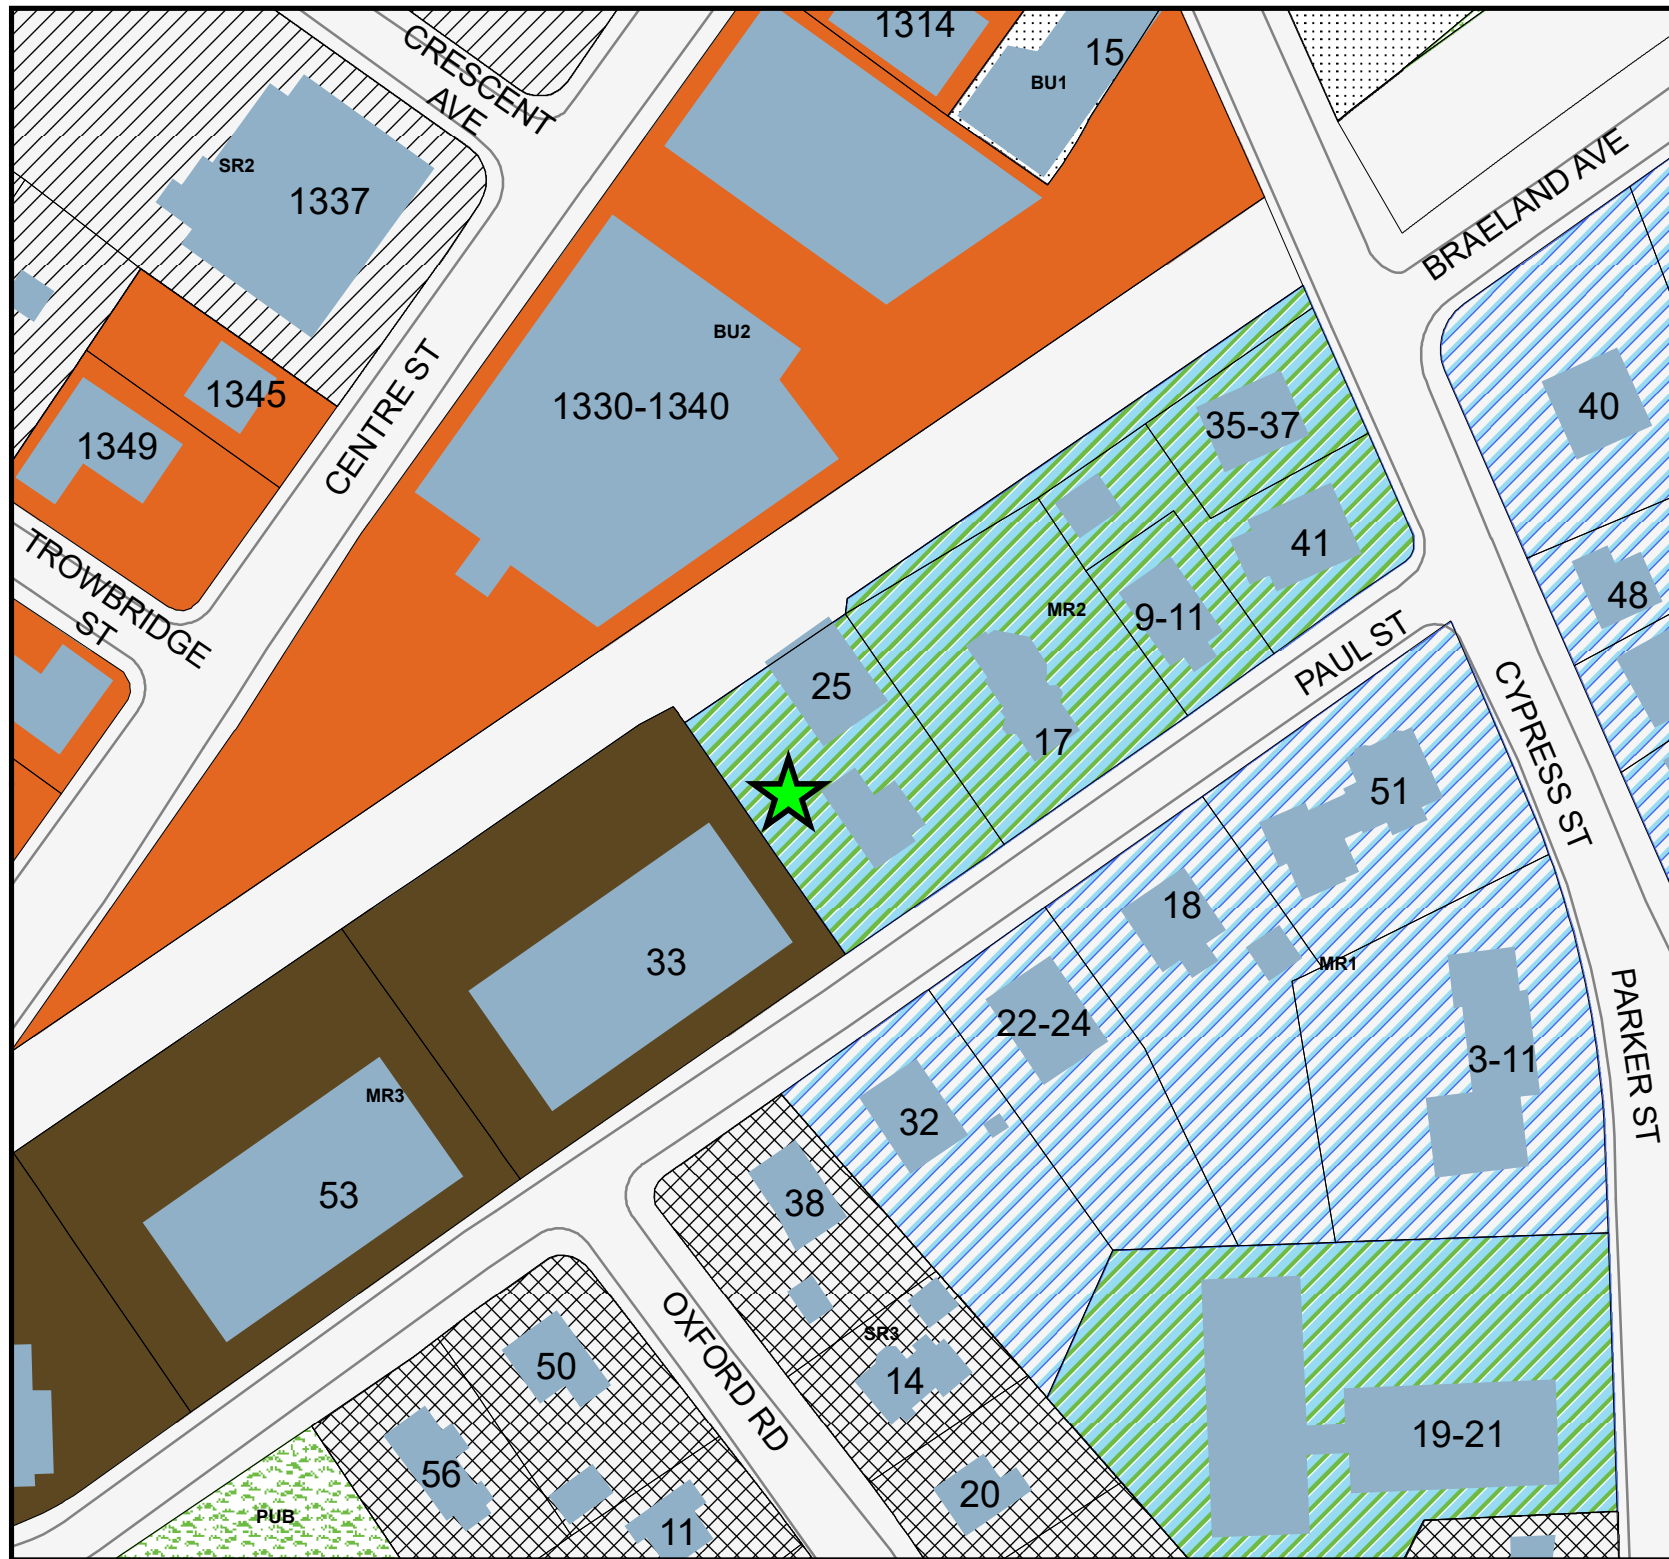 1314
15
BU1
CRESCENT
AVE
SR2
1337
BRAELAND AVE
BU2
1330-1340
1345
1349
CENTRE ST
35-37
40
41
TROWBRIDGE
ST
48
MR2
9-11
PAUL ST
25
17
CYPRESS ST
51
18
33
MR1
22-24
3-11
PARKER ST
MR3
32
53
38
SR3
OXFORD RD
50
14
19-21
56
20
PUB
11